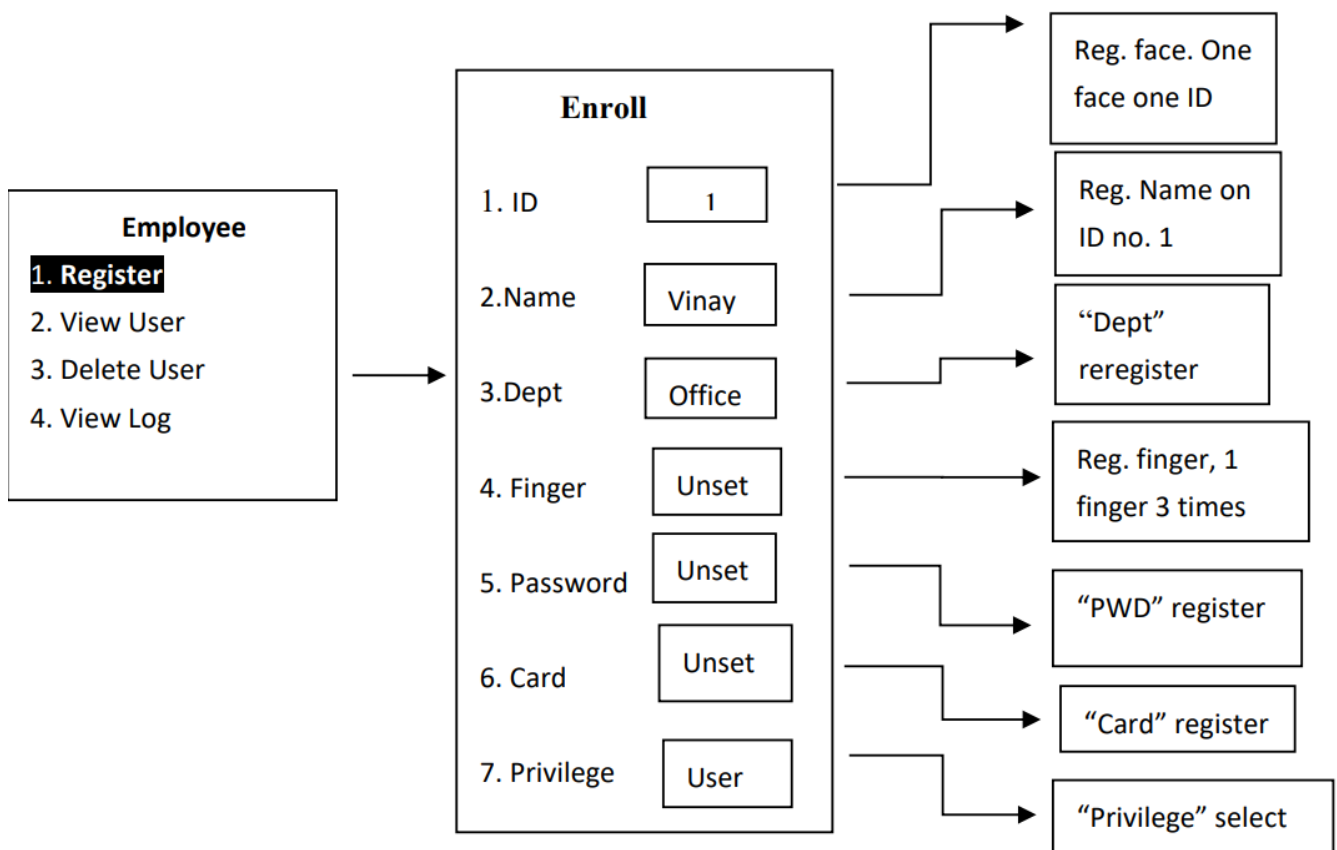 Employee
1. Register
2. View User
3. Delete User
4. View Log
Enroll
1. ID 1
2.Name Vinay
3.Dept Office
4. Finger Unset
5. Password Unset
6. Card Unset
7. Privilege User
Reg. face. One
face one ID
Reg. Name on
ID no. 1
“Dept”
reregister
Reg. finger, 1
finger 3 times
“PWD” register
“Card” register
“Privilege” select